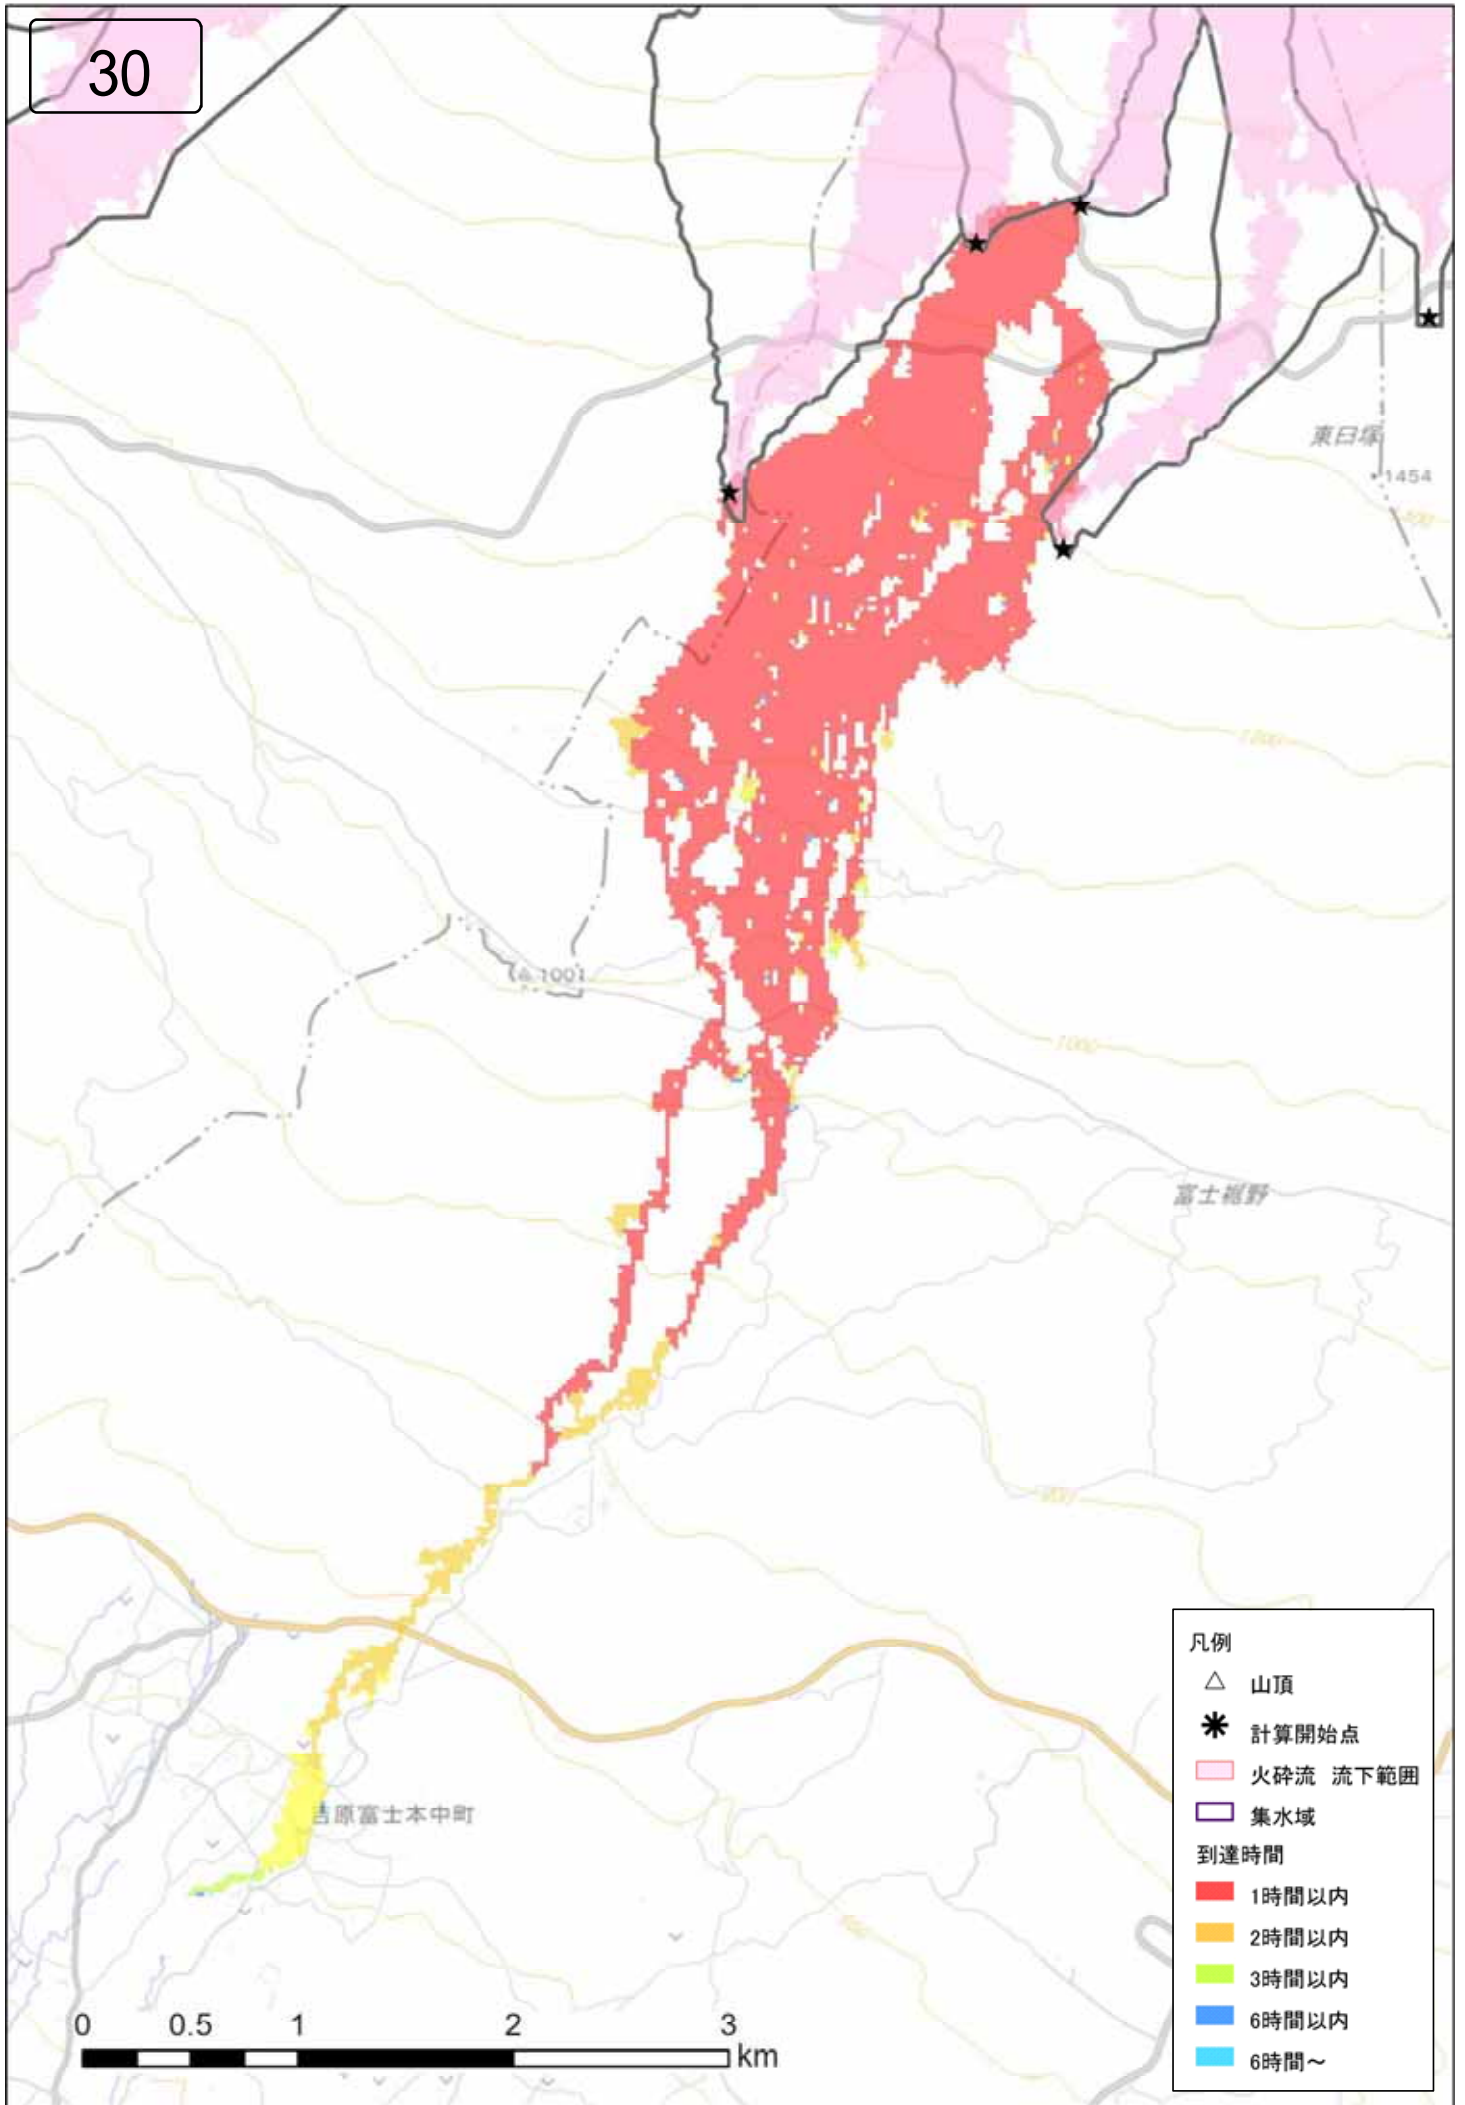 30
東臼塚
1454
1200
1001
1000
富士裾野
吉原富士本中町
凡例
山頂
計算開始点
火砕流 流下範囲
集水域
到達時間
1時間以内
2時間以内
3時間以内
6時間以内
6時間～
0 0.5 1 2 3
km